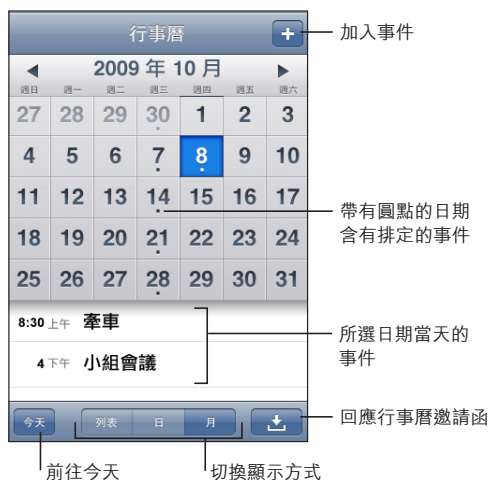 行事曆
+
加入事件
2009 年 10 月
週日 週一 週二 週三 週四 週五 週六
27 28 29 30 1 2 3
4 5 6 7 8 9 10
11 12 13 14 15 16 17
帶有圓點的日期
含有排定的事件
18 19 20 21 22 23 24
25 26 27 28 29 30 31
8:30 上午 牽車
4 下午 小組會議
所選日期當天的
事件
今天 列表 日 月
回應行事曆邀請函
前往今天
切換顯示方式